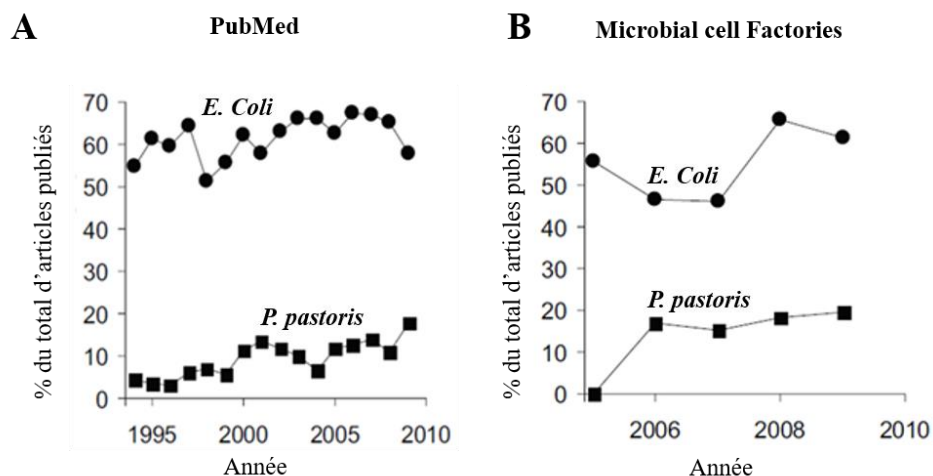 A
PubMed
% du total d’articles publiés
70
60
50
40
30
20
10
0
E. Coli
P. pastoris
1995 2000 2005 2010
Année
B
Microbial cell Factories
% du total d’articles publiés
70
60
50
40
30
20
10
0
E. Coli
P. pastoris
2006 2008 2010
Année